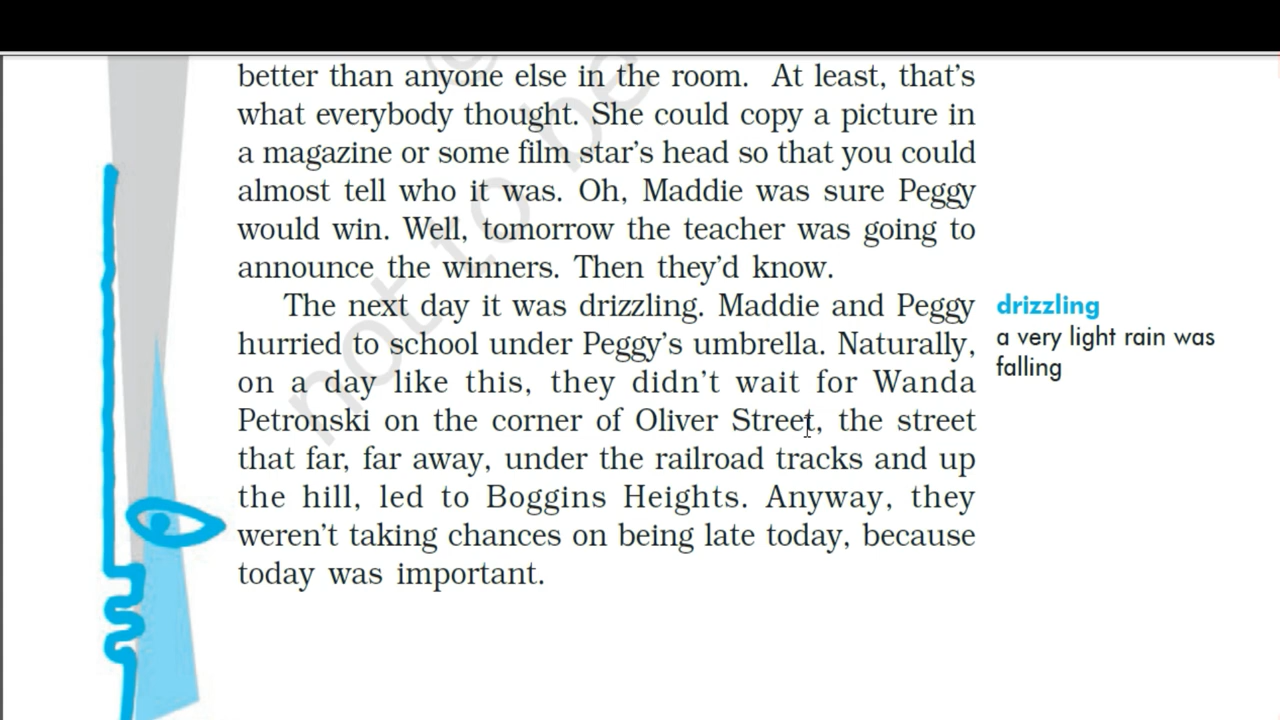 better than anyone else in the room. At least, that's
what everybody thought. She could copy a picture in
a magazine or some film star's head so that you could
almost tell who it was. Oh, Maddie was sure Peggy
would win. Well, tomorrow the teacher was going to
announce the winners. Then they'd know.
The next day it was drizzling. Maddie and Peggy
hurried to school under Peggy's umbrella. Naturally,
on a day like this, they didn't wait for Wanda
Petronski on the corner of Oliver Street, the street
that far, far away, under the railroad tracks and up
the hill, led to Boggins Heights. Anyway, they
weren't taking chances on being late today, because
today was important.
drizzling
a very light rain was
falling
not to be